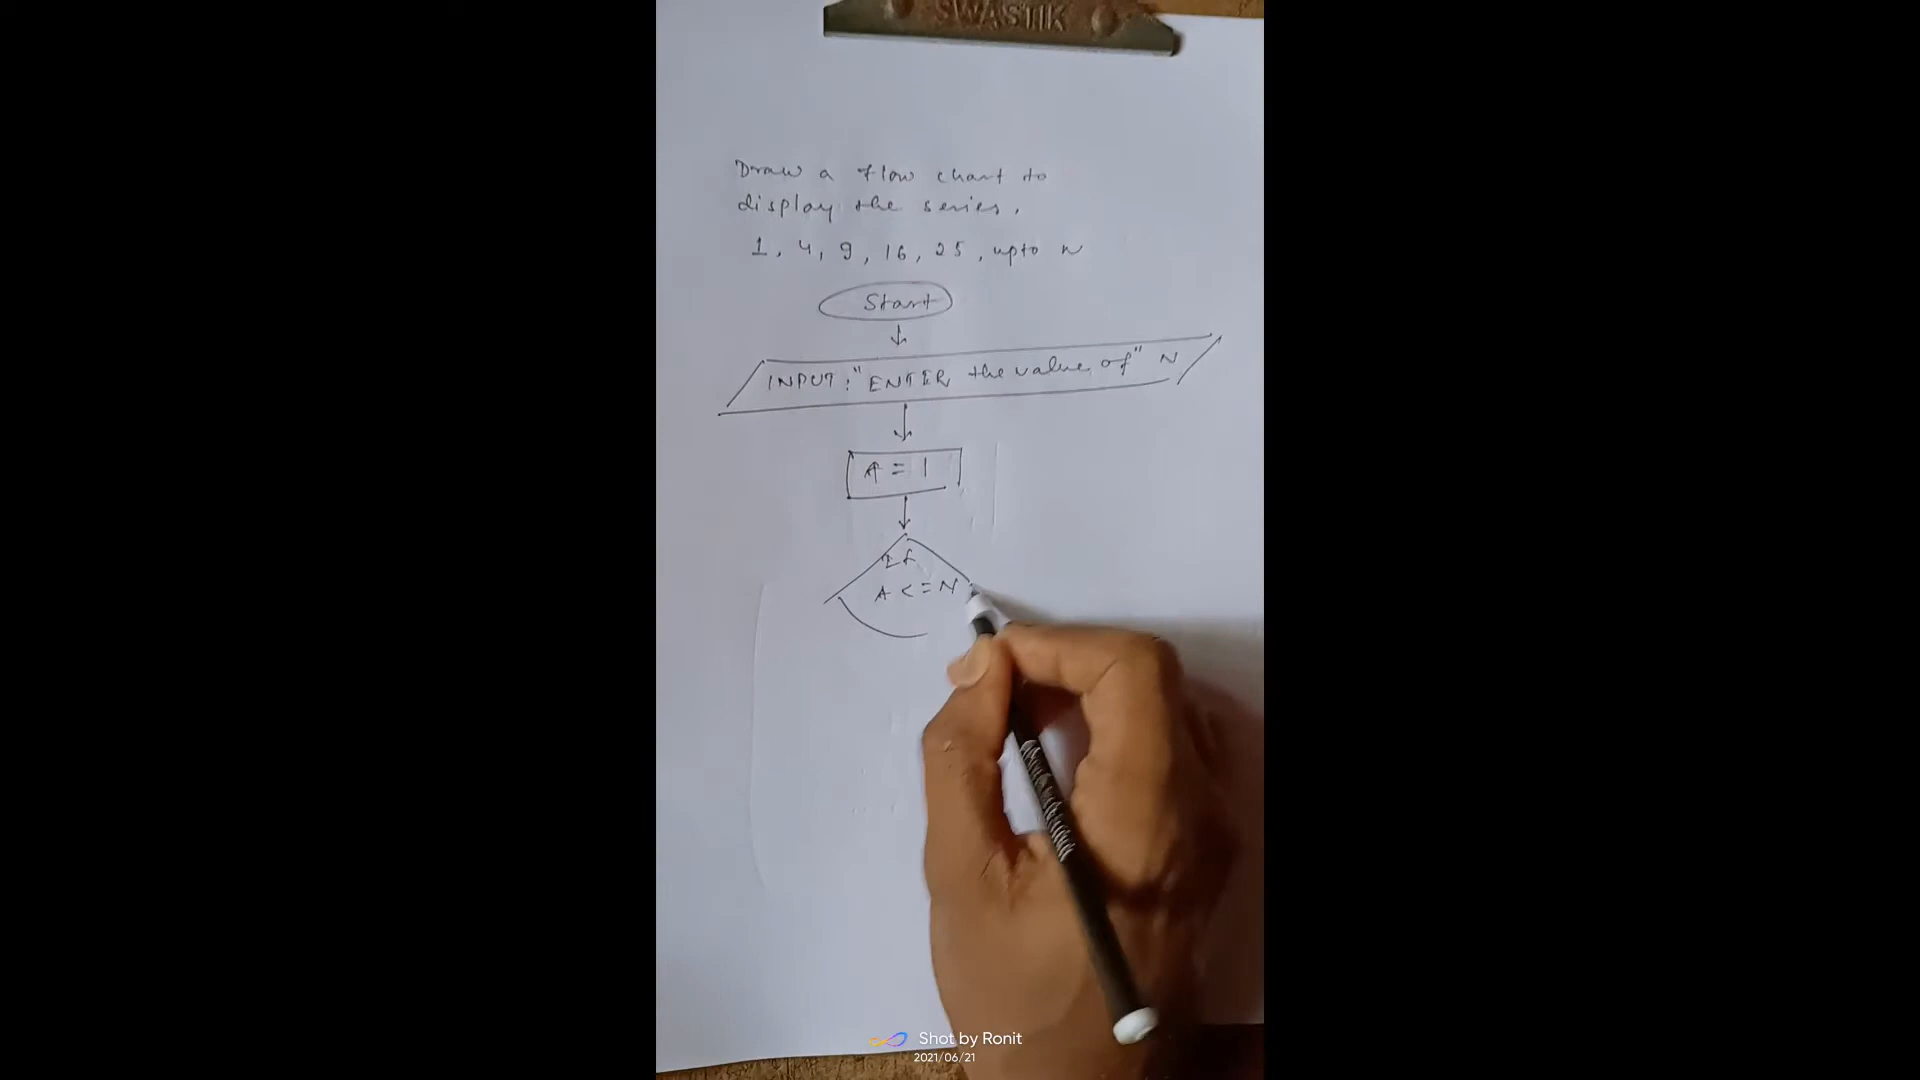 SWASTIK
Draw a flow chart to
display the series.
1, 4, 9, 16, 25, upto n
Start
INPUT: "ENTER the value of" N
A = 1
If
A <= N
Shot by Ronit
2021/06/21